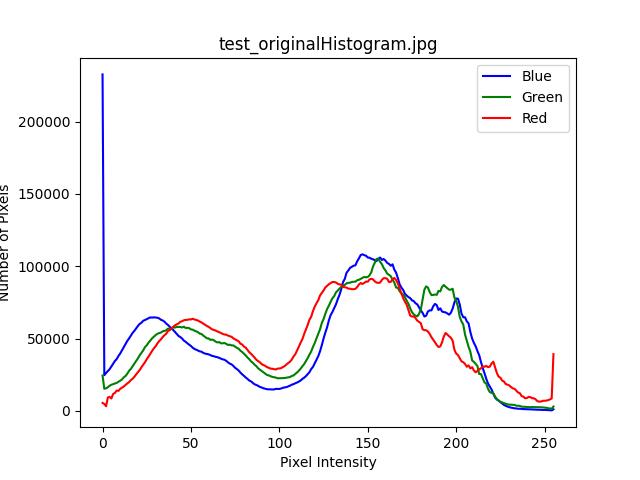 test_originalHistogram.jpg
Blue
Green
Red
Number of Pixels
200000
150000
100000
50000
0
0 50 100 150 200 250
Pixel Intensity